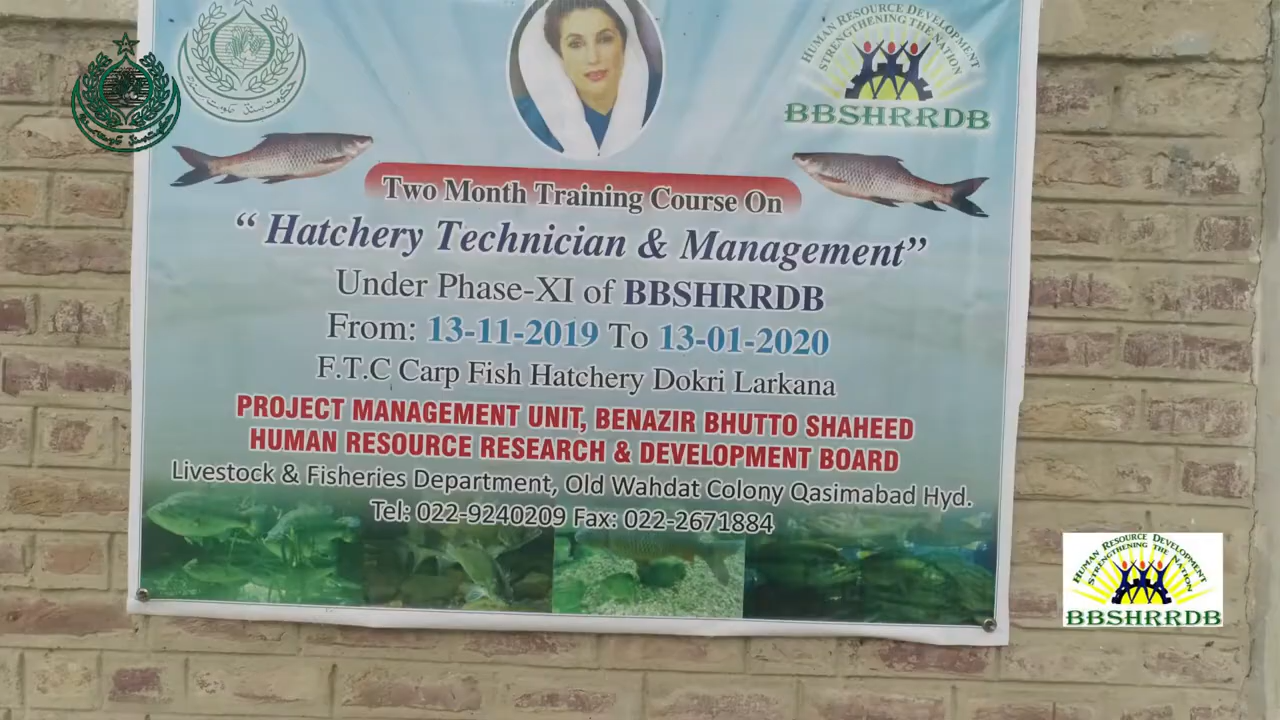 حکومت سندھ
HUMAN RESOURCE DEVELOPMENT
STRENGTHENING THE NATION
BBSHRRDB
Two Month Training Course On
“ Hatchery Technician & Management”
Under Phase-XI of BBSHRRDB
From: 13-11-2019 To 13-01-2020
F.T.C Carp Fish Hatchery Dokri Larkana
PROJECT MANAGEMENT UNIT, BENAZIR BHUTTO SHAHEED
HUMAN RESOURCE RESEARCH & DEVELOPMENT BOARD
Livestock & Fisheries Department, Old Wahdat Colony Qasimabad Hyd.
Tel: 022-9240209 Fax: 022-2671884
HUMAN RESOURCE DEVELOPMENT
STRENGTHENING THE NATION
BBSHRRDB